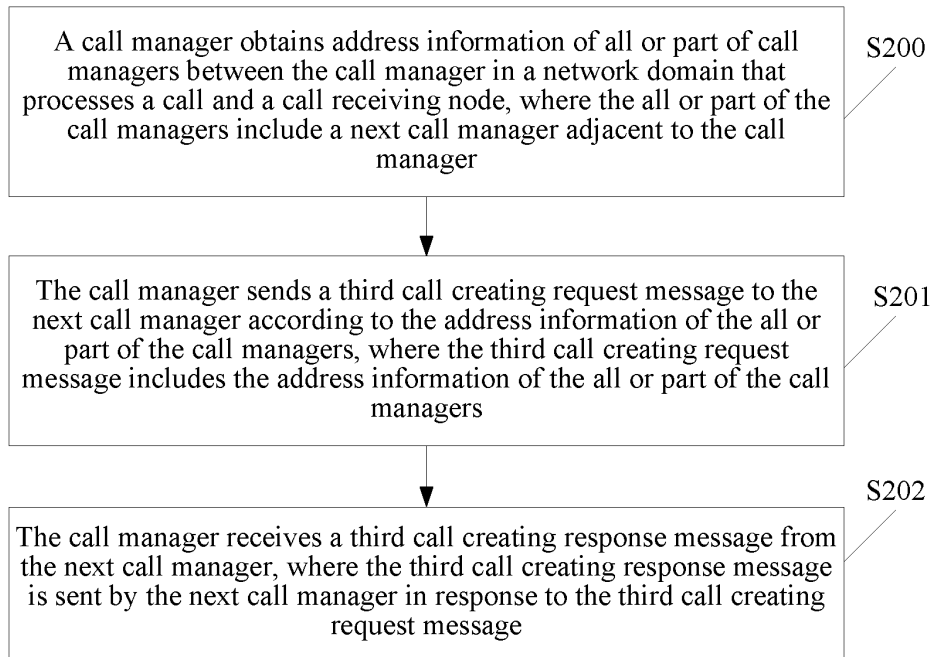 A call manager obtains address information of all or part of call
managers between the call manager in a network domain that
processes a call and a call receiving node, where the all or part of the
call managers include a next call manager adjacent to the call
manager
S200
The call manager sends a third call creating request message to the
next call manager according to the address information of the all or
part of the call managers, where the third call creating request
message includes the address information of the all or part of the call
managers
S201
The call manager receives a third call creating response message from
the next call manager, where the third call creating response message
is sent by the next call manager in response to the third call creating
request message
S202